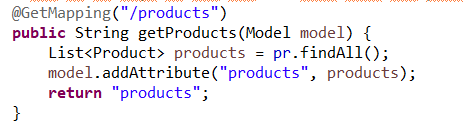 @GetMapping("/products")
public String getProducts(Model model) {
    List<Product> products = pr.findAll();
    model.addAttribute("products", products);
    return "products";
}